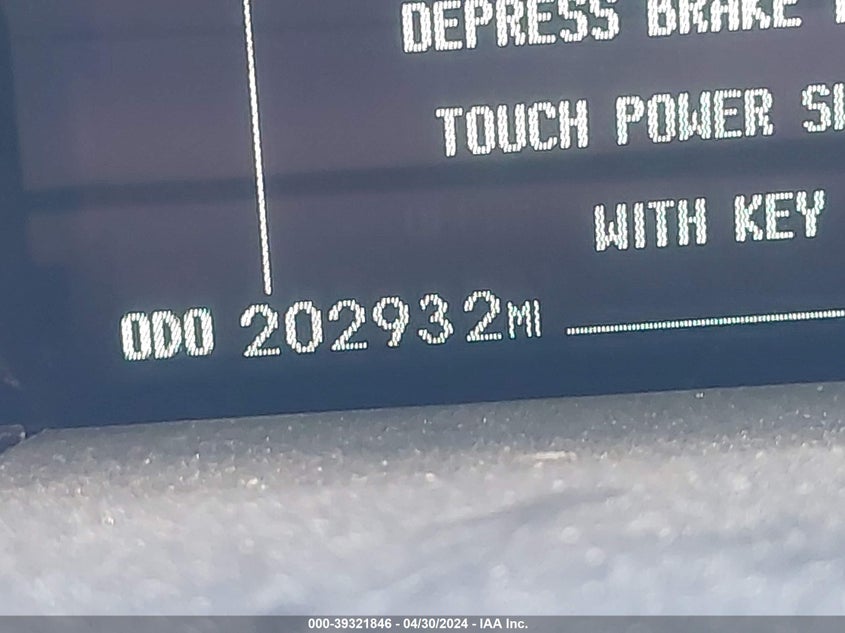 DEPRESS BRAKE
TOUCH POWER
WITH KEY
ODO 202932MI
000-39321846 - 04/30/2024 - IAA Inc.